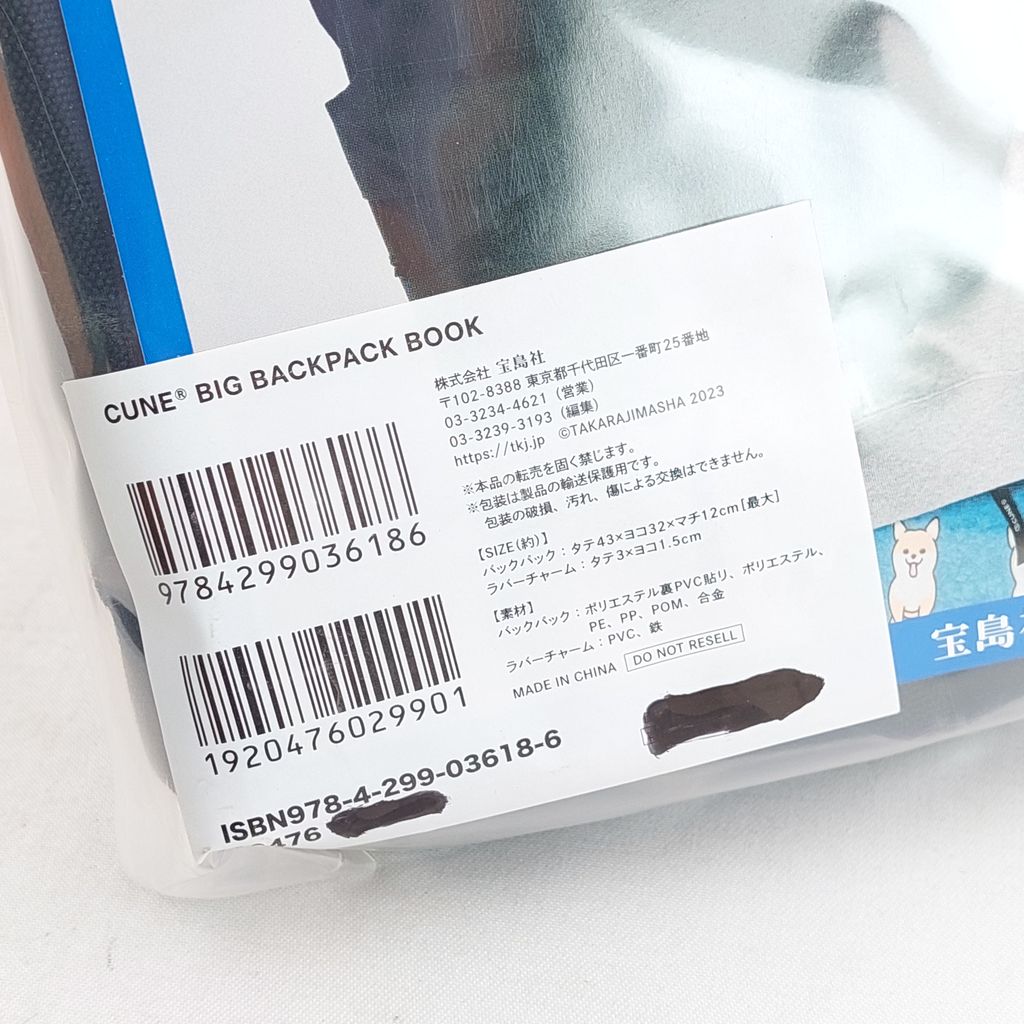 CUNE® BIG BACKPACK BOOK
9784299036186
1920476029901
ISBN978-4-299-03618-6
株式会社 宝島社
〒102-8388 東京都千代田区一番町25番地
03-3234-4621（営業）
03-3239-3193（編集）
https://tkj.jp ©TAKARAJIMASHA 2023
※本品の転売を固く禁じます。
※包装は製品の輸送保護用です。
包装の破損、汚れ、傷による交換はできません。
【SIZE(約)】
バックパック：タテ43×ヨコ32×マチ12cm[最大]
ラバーチャーム：タテ3×ヨコ1.5cm
【素材】
バックパック：ポリエステル裏PVC貼り、ポリエステル、
PE、PP、POM、合金
ラバーチャーム：PVC、鉄
MADE IN CHINA DO NOT RESELL
宝島